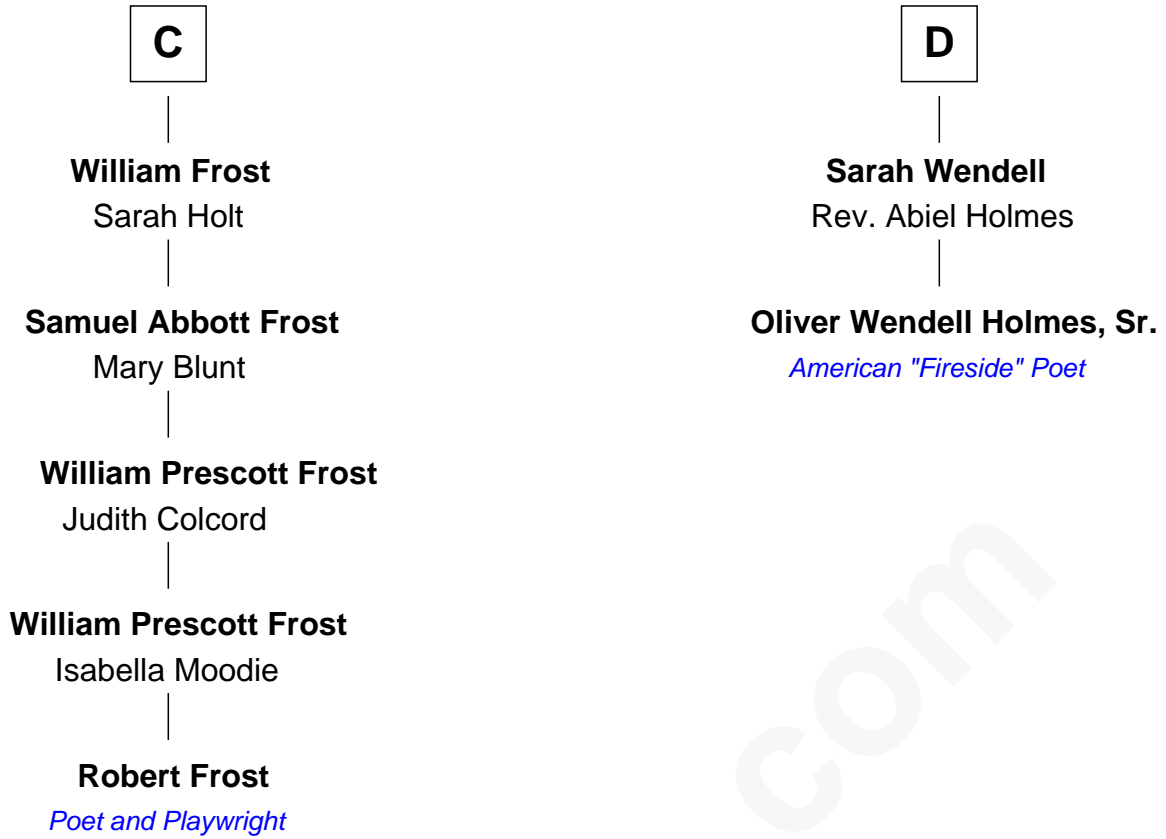 C
William Frost
Sarah Holt
Samuel Abbott Frost
Mary Blunt
William Prescott Frost
Judith Colcord
William Prescott Frost
Isabella Moodie
Robert Frost
Poet and Playwright
D
Sarah Wendell
Rev. Abiel Holmes
Oliver Wendell Holmes, Sr.
American "Fireside" Poet
com